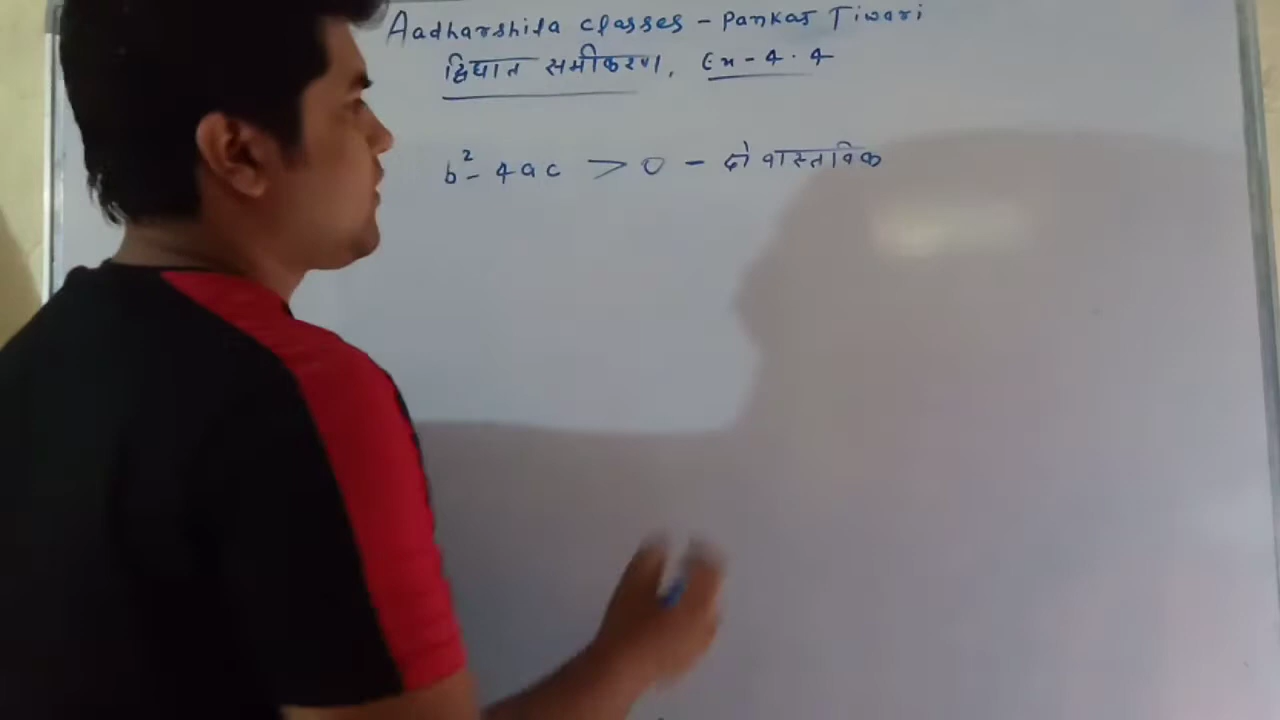 Aadharshila classes - Pankaj Tiwari
द्विघात समीकरण, Ex - 4.4
b² - 4ac > 0 - दो वास्तविक